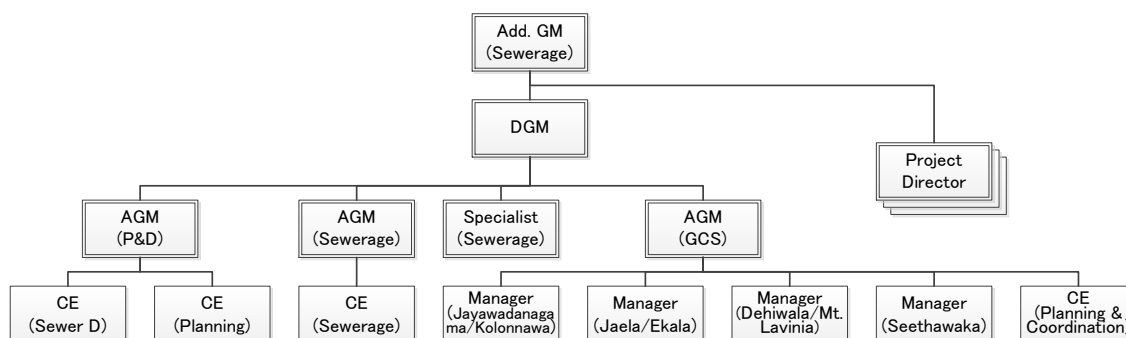 Add. GM
(Sewerage)
DGM
Project
Director
AGM
(P&D)
AGM
(Sewerage)
Specialist
(Sewerage)
AGM
(GCS)
CE
(Sewer D)
CE
(Planning)
CE
(Sewerage)
Manager
(Jayawadanaga
ma/Kolonnawa)
Manager
(Jaela/Ekala)
Manager
(Dehiwala/Mt.
Lavinia)
Manager
(Seethawaka)
CE
(Planning &
Coordination)